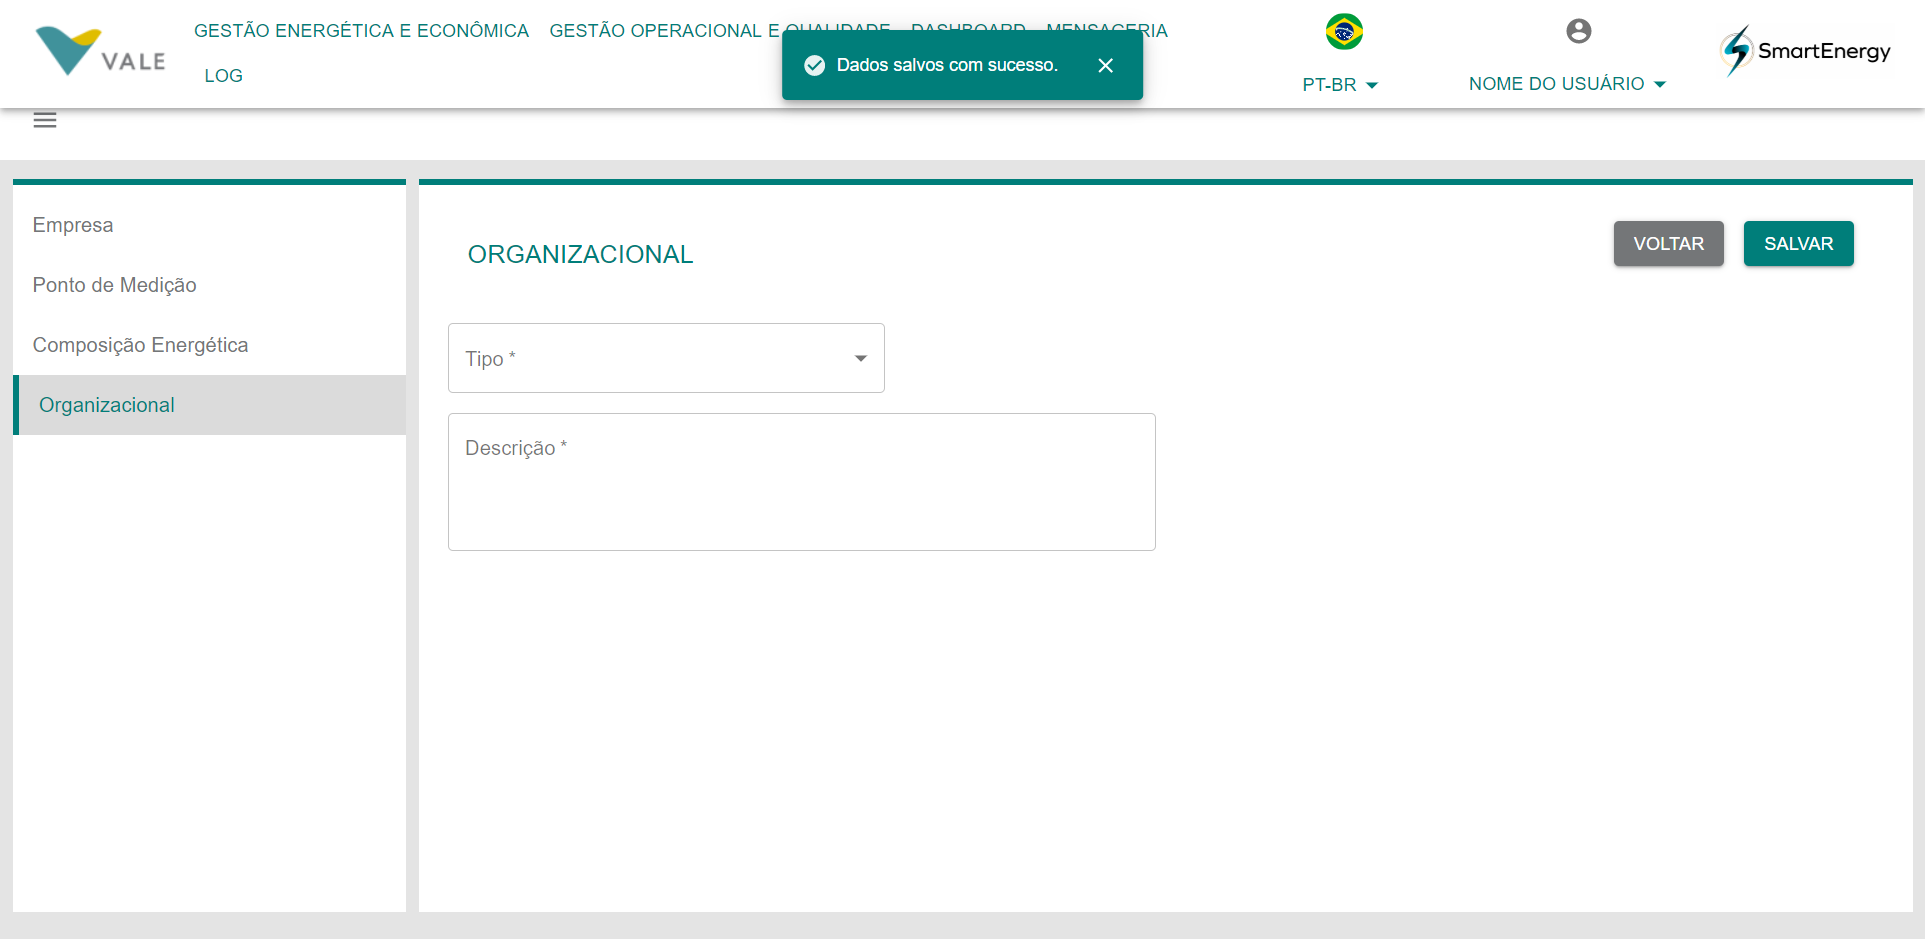 VALE
GESTÃO ENERGÉTICA E ECONÔMICA
GESTÃO OPERACIONAL E QUALIDADE
DASHBOARD
MENSAGERIA
LOG
Dados salvos com sucesso.
PT-BR
NOME DO USUÁRIO
SmartEnergy
Empresa
Ponto de Medição
Composição Energética
Organizacional
ORGANIZACIONAL
VOLTAR
SALVAR
Tipo *
Descrição *